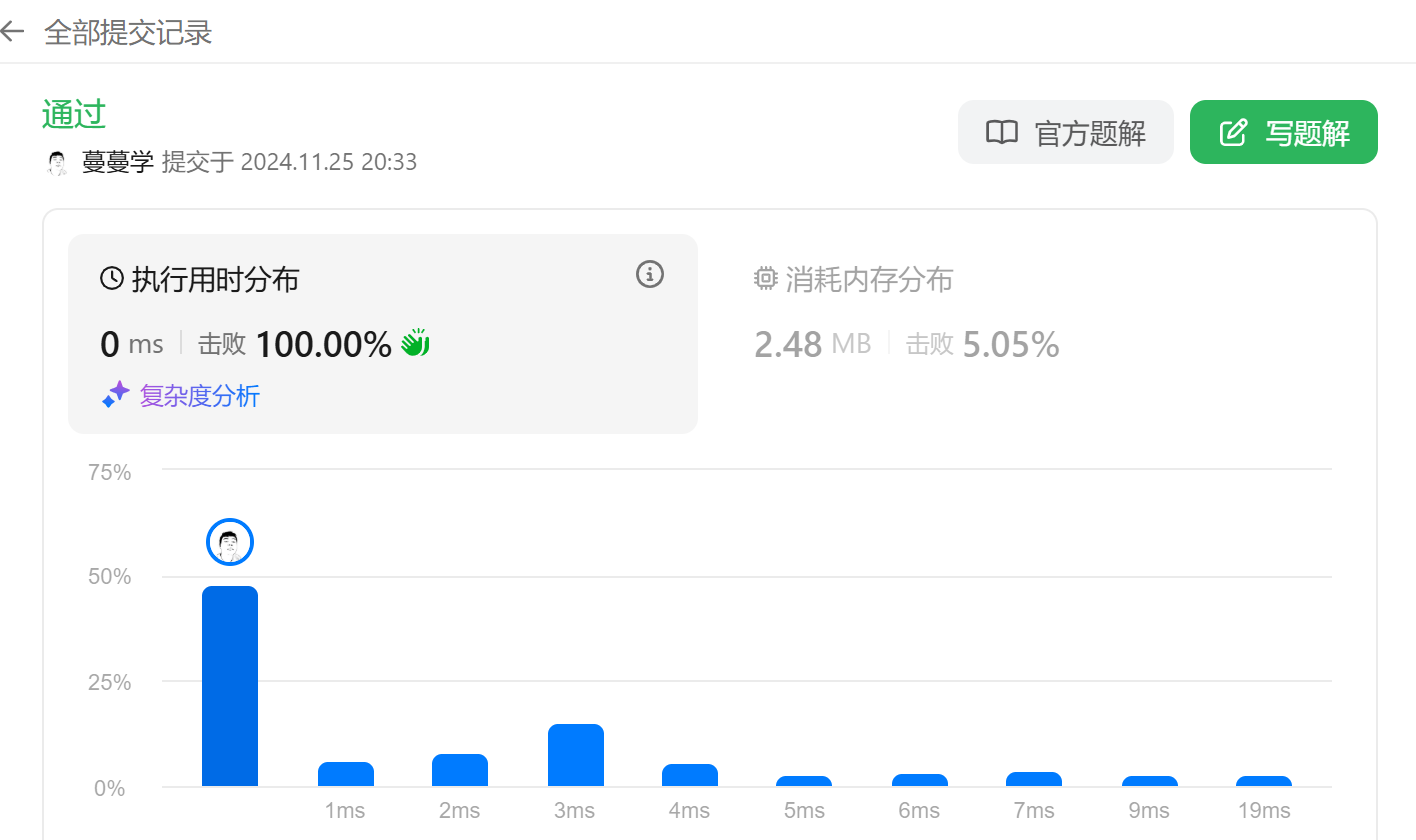 全部提交记录
通过
官方题解
写题解
蔓蔓学 提交于 2024.11.25 20:33
执行用时分布
消耗内存分布
0 ms 击败 100.00%
2.48 MB 击败 5.05%
复杂度分析
75%
50%
25%
0%
1ms 2ms 3ms 4ms 5ms 6ms 7ms 9ms 19ms